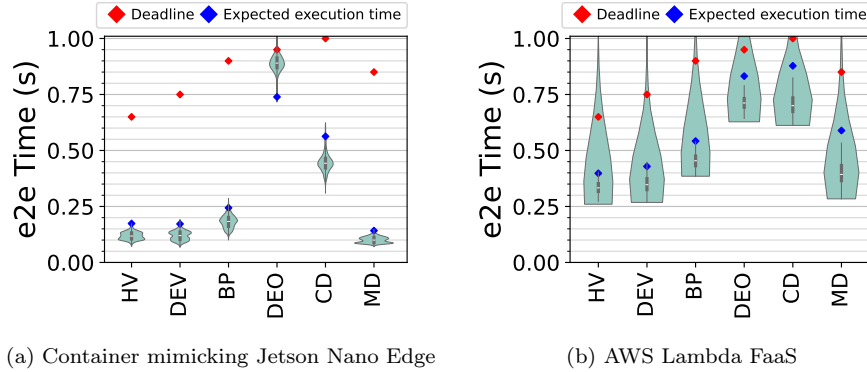 Deadline Expected execution time
e2e Time (s)
1.00
0.75
0.50
0.25
0.00
HV DEV BP DEO CD MD
(a) Container mimicking Jetson Nano Edge
Deadline Expected execution time
e2e Time (s)
1.00
0.75
0.50
0.25
0.00
HV DEV BP DEO CD MD
(b) AWS Lambda FaaS